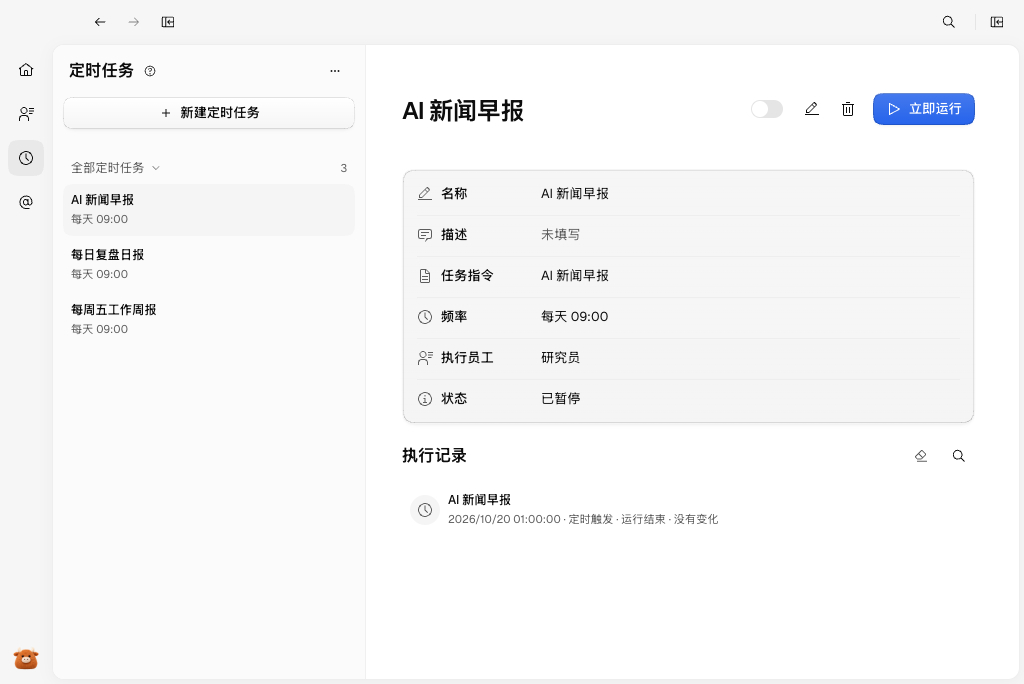 定时任务
新建定时任务
全部定时任务 3
AI 新闻早报
每天 09:00
每日复盘日报
每天 09:00
每周五工作周报
每天 09:00
AI 新闻早报
立即运行
名称 AI 新闻早报
描述 未填写
任务指令 AI 新闻早报
频率 每天 09:00
执行员工 研究员
状态 已暂停
执行记录
AI 新闻早报
2026/10/20 01:00:00 · 定时触发 · 运行结束 · 没有变化